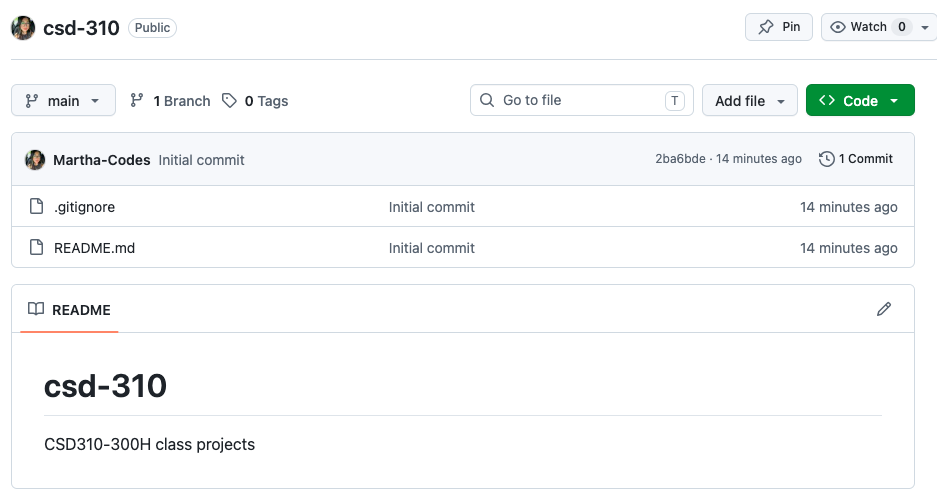 csd-310 Public Pin Watch 0
main 1 Branch 0 Tags Go to file T Add file Code
Martha-Codes Initial commit 2ba6bde · 14 minutes ago 1 Commit
.gitignore Initial commit 14 minutes ago
README.md Initial commit 14 minutes ago
README
csd-310
CSD310-300H class projects